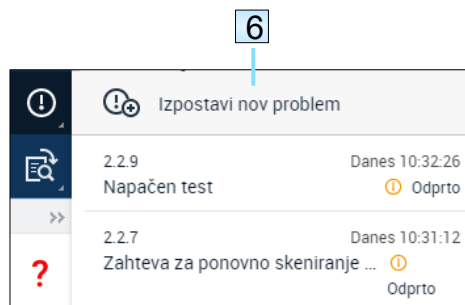 6
Izpostavi nov problem
2.2.9 Danes 10:32:26
Napačen test Odprto
>>
2.2.7 Danes 10:31:12
Zahteva za ponovno skeniranje ...
Odprto
?